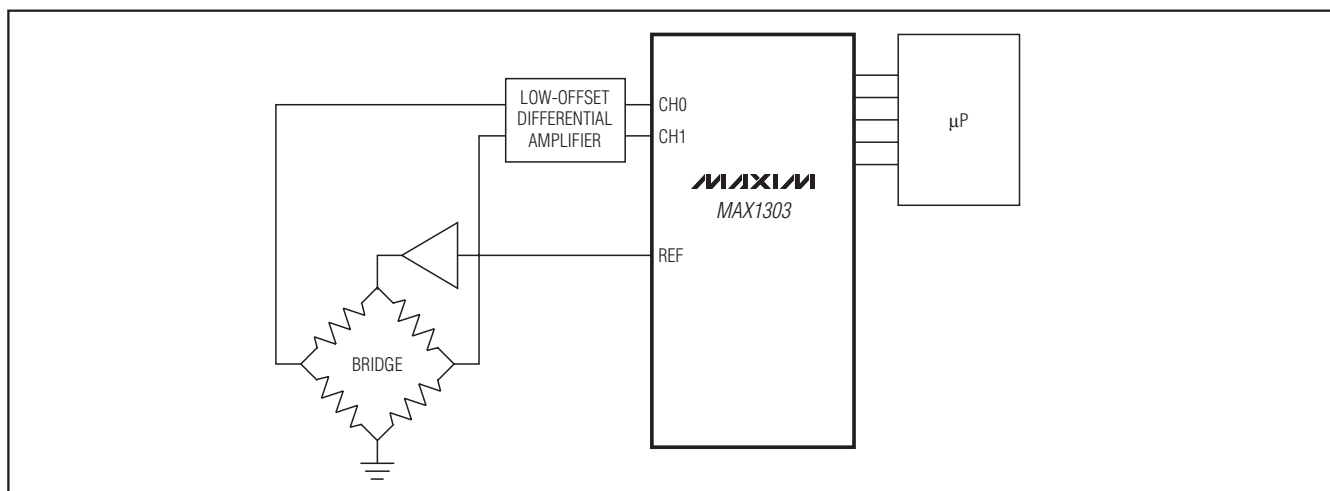 LOW-OFFSET
DIFFERENTIAL
AMPLIFIER
CH0
CH1
MAXIM
MAX1303
REF
BRIDGE
µP